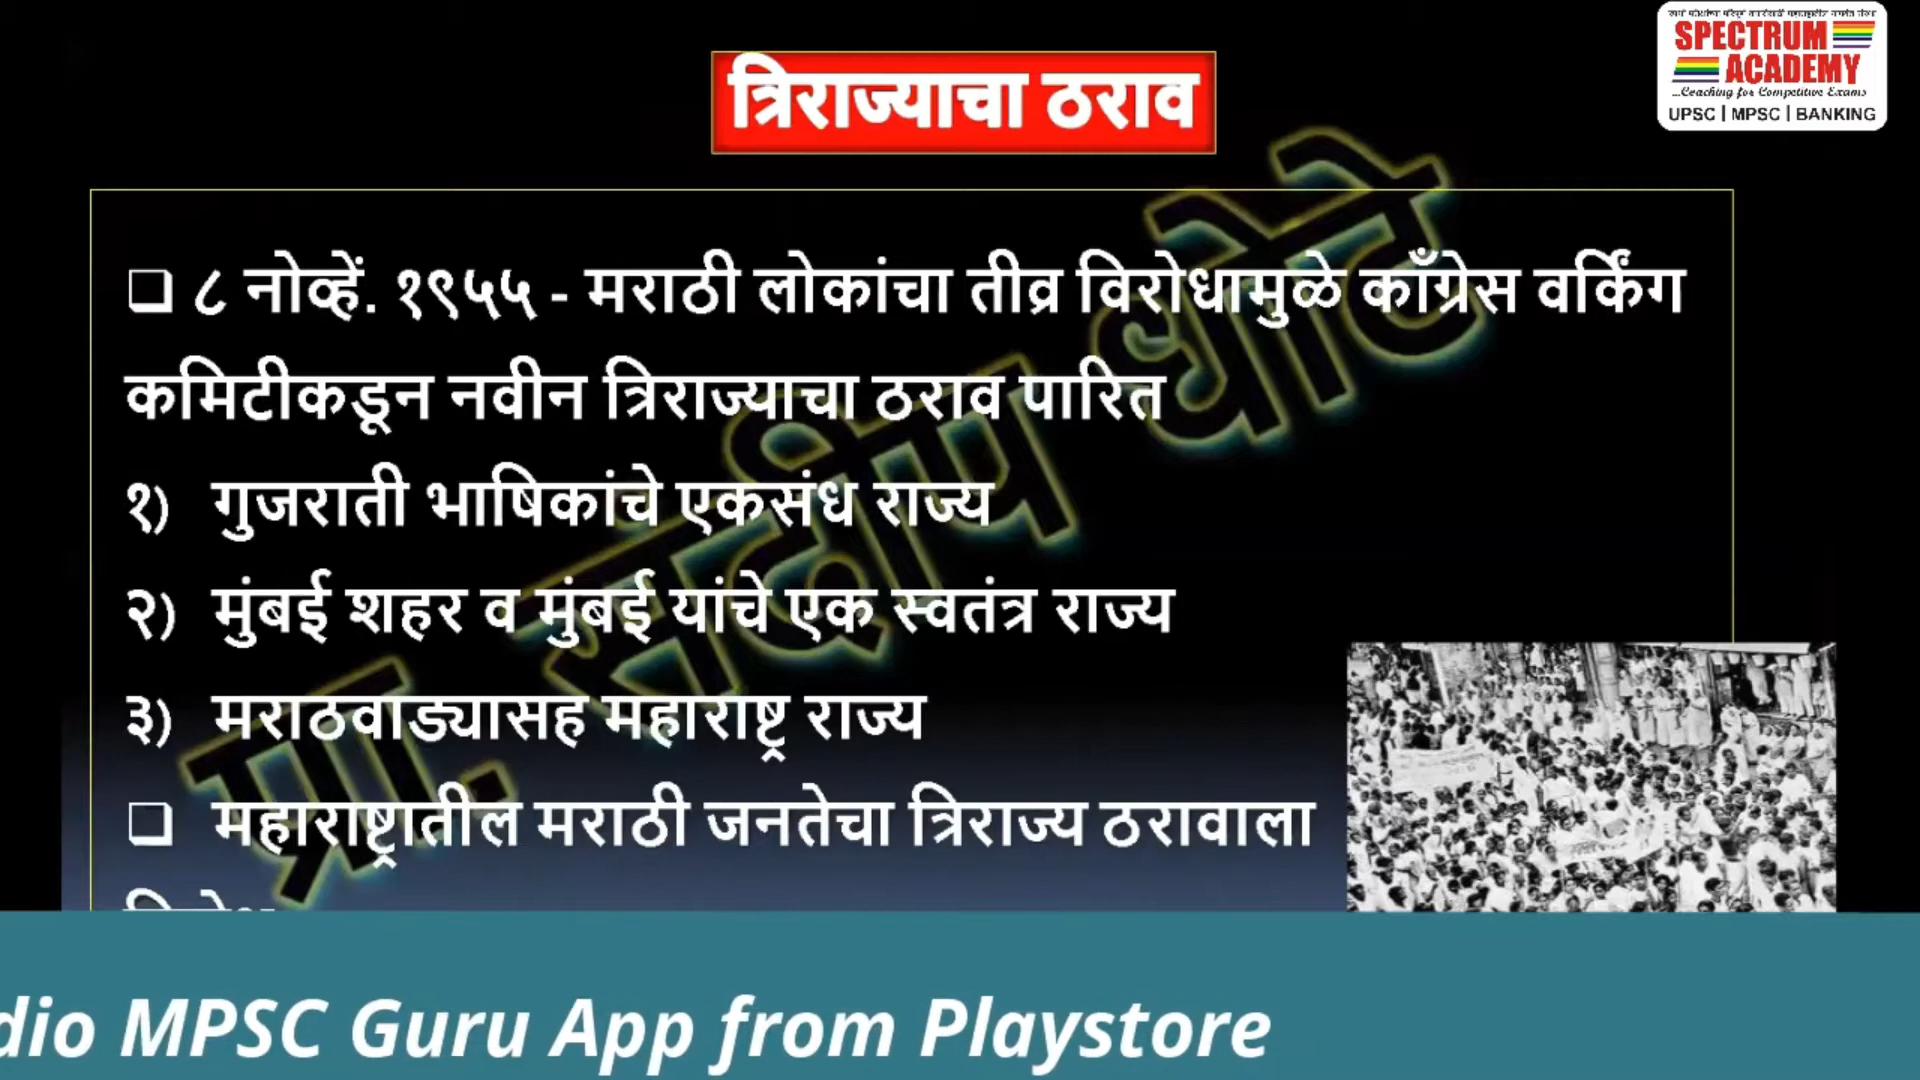 SPECTRUM
ACADEMY
...Coaching for Competitive Exams
UPSC | MPSC | BANKING
त्रिराज्याचा ठराव
❑ ८ नोव्हें. १९५५ - मराठी लोकांचा तीव्र विरोधामुळे काँग्रेस वर्किंग
कमिटीकडून नवीन त्रिराज्याचा ठराव पारित
१) गुजराती भाषिकांचे एकसंध राज्य
२) मुंबई शहर व मुंबई यांचे एक स्वतंत्र राज्य
३) मराठवाड्यासह महाराष्ट्र राज्य
❑ महाराष्ट्रातील मराठी जनतेचा त्रिराज्य ठरावाला
प्रा. संदीप धोटे
dio MPSC Guru App from Playstore